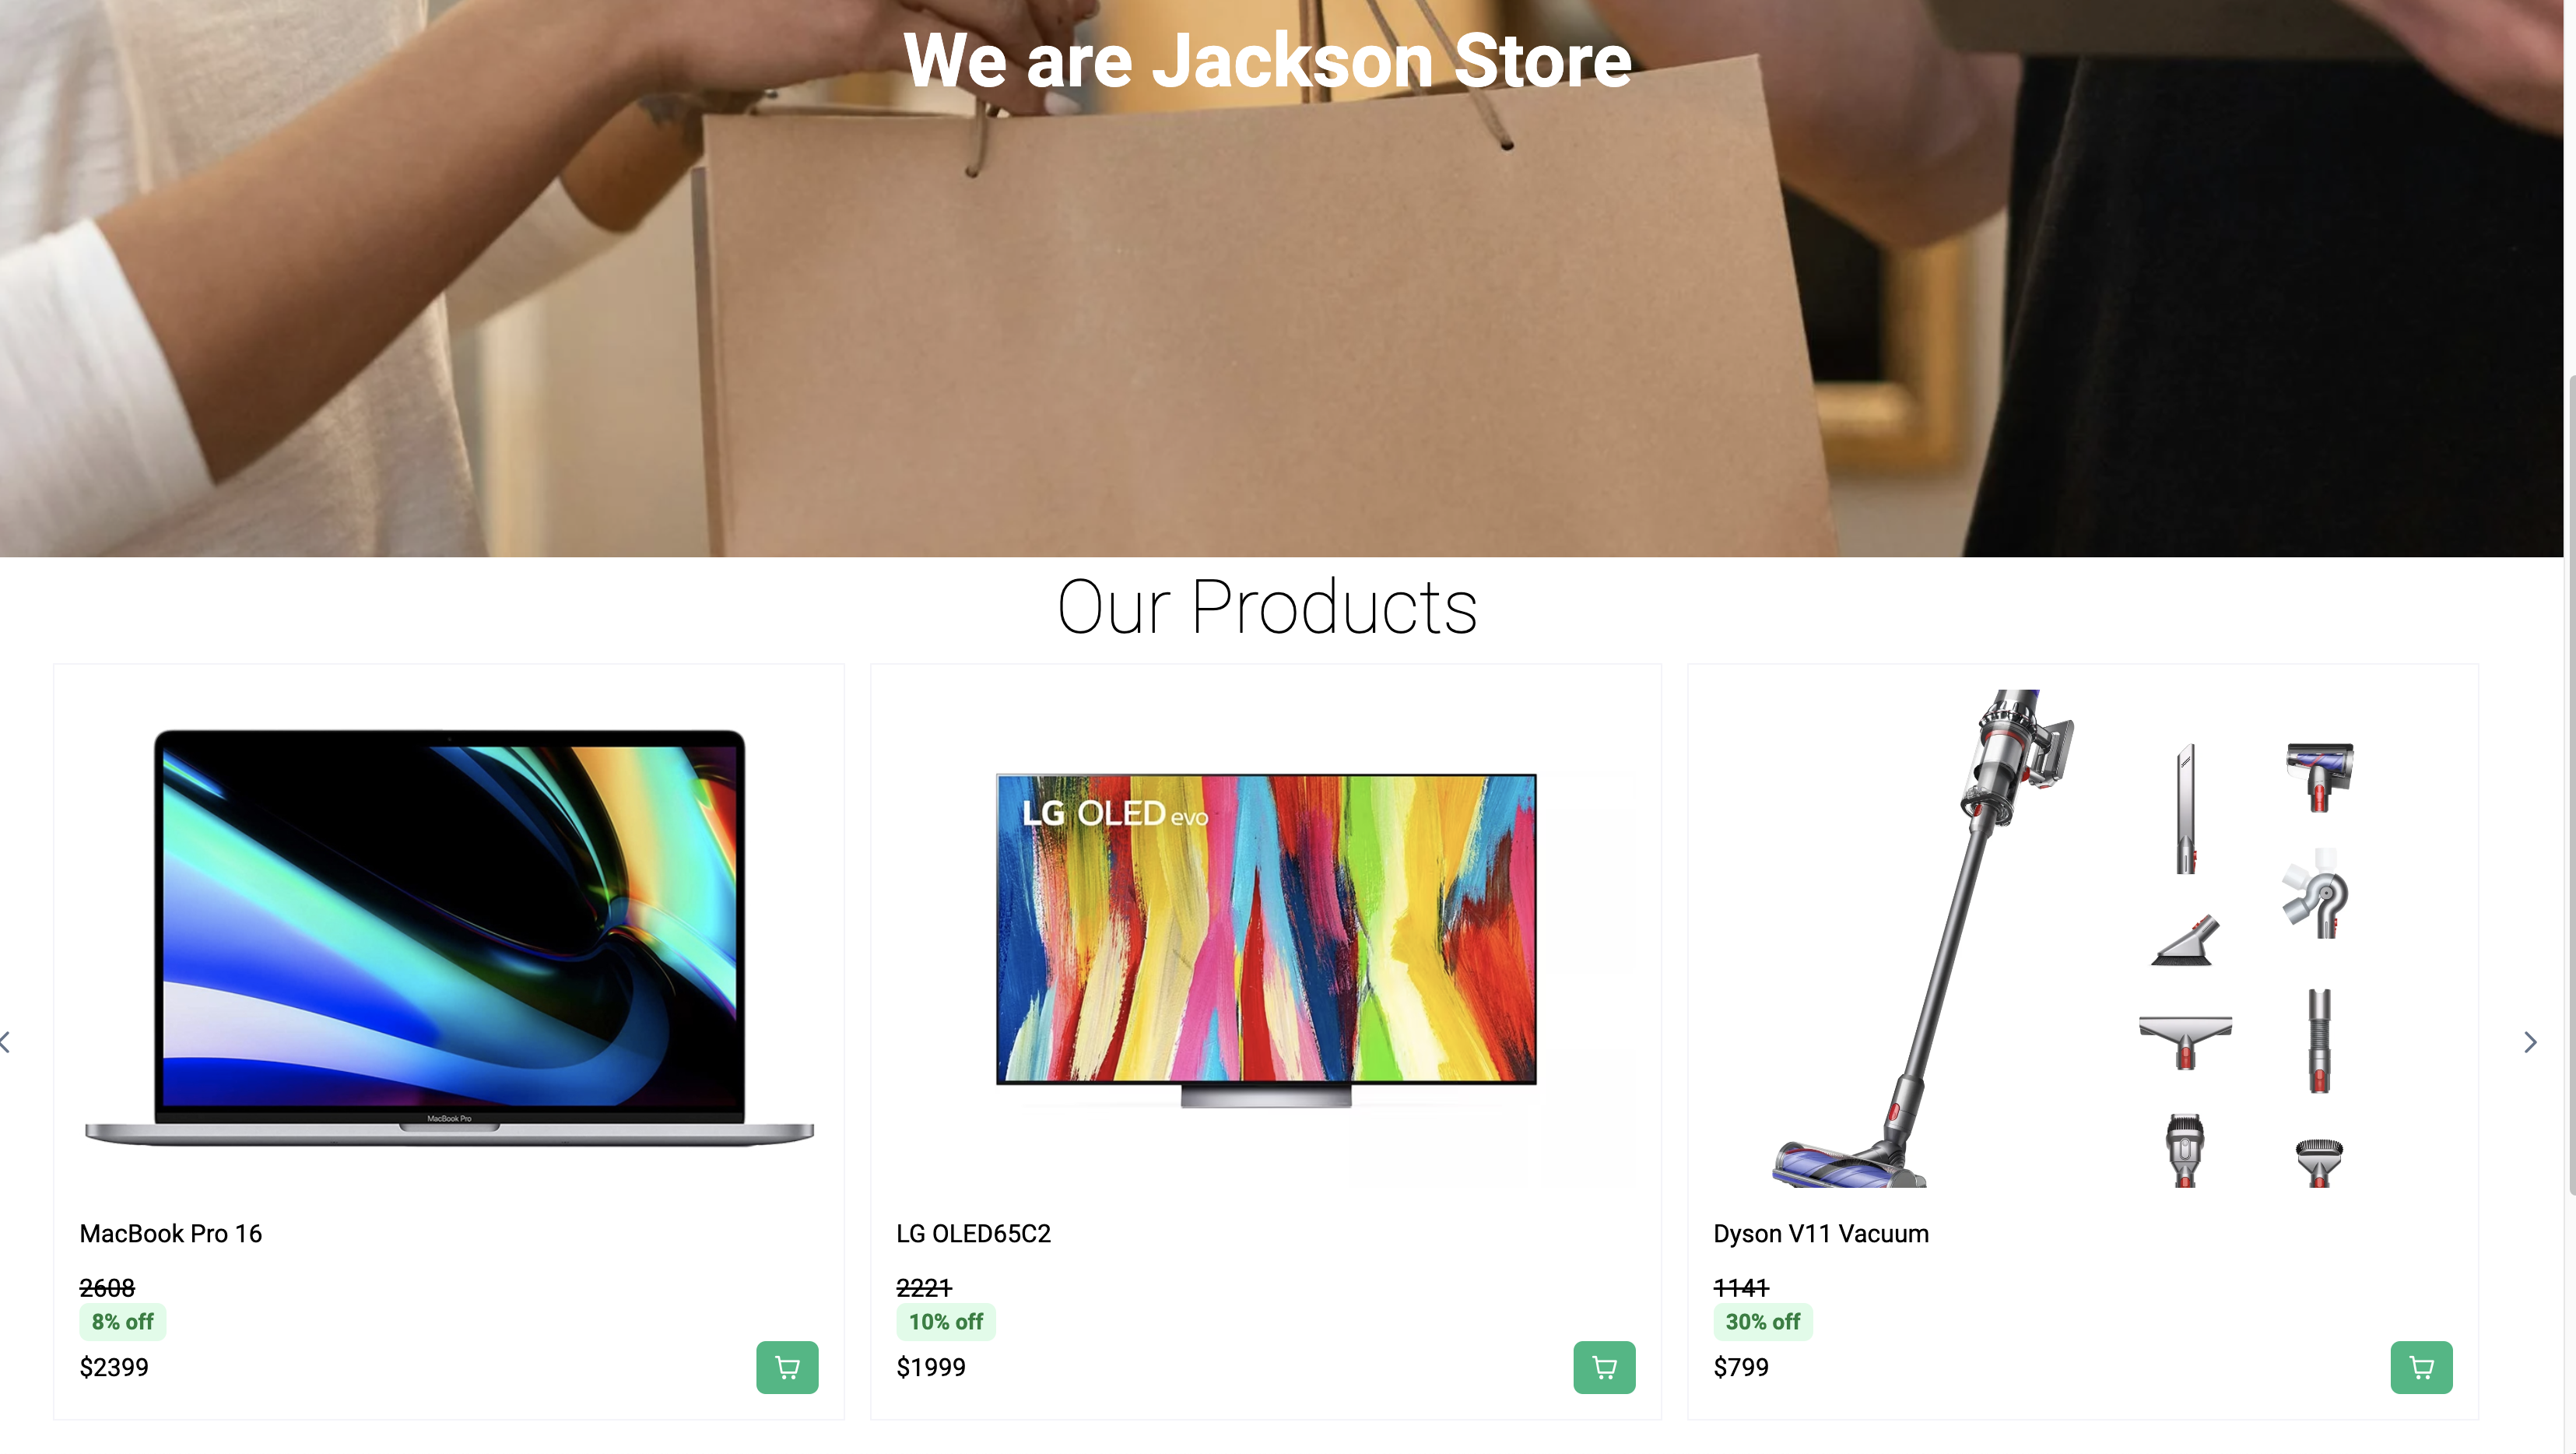 We are Jackson Store
Our Products
LG OLED evo
MacBook Pro
MacBook Pro 16
2608
8% off
$2399
LG OLED65C2
2221
10% off
$1999
Dyson V11 Vacuum
1141
30% off
$799